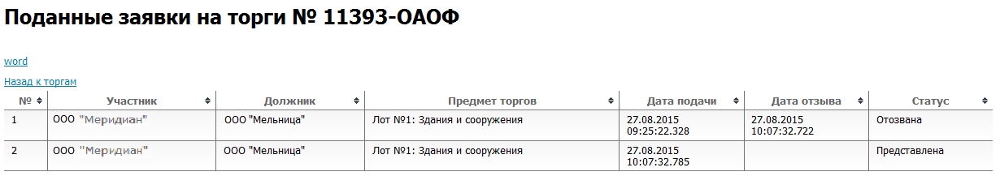 Поданные заявки на торги № 11393-ОАОФ
word
Назад к торгам
№ Участник Должник Предмет торгов Дата подачи Дата отзыва Статус
1 ООО "Меридиан" ООО "Мельница" Лот №1: Здания и сооружения 27.08.2015 27.08.2015 Отозвана
09:25:22.328 10:07:32.722
2 ООО "Меридиан" ООО "Мельница" Лот №1: Здания и сооружения 27.08.2015 Представлена
10:07:32.785